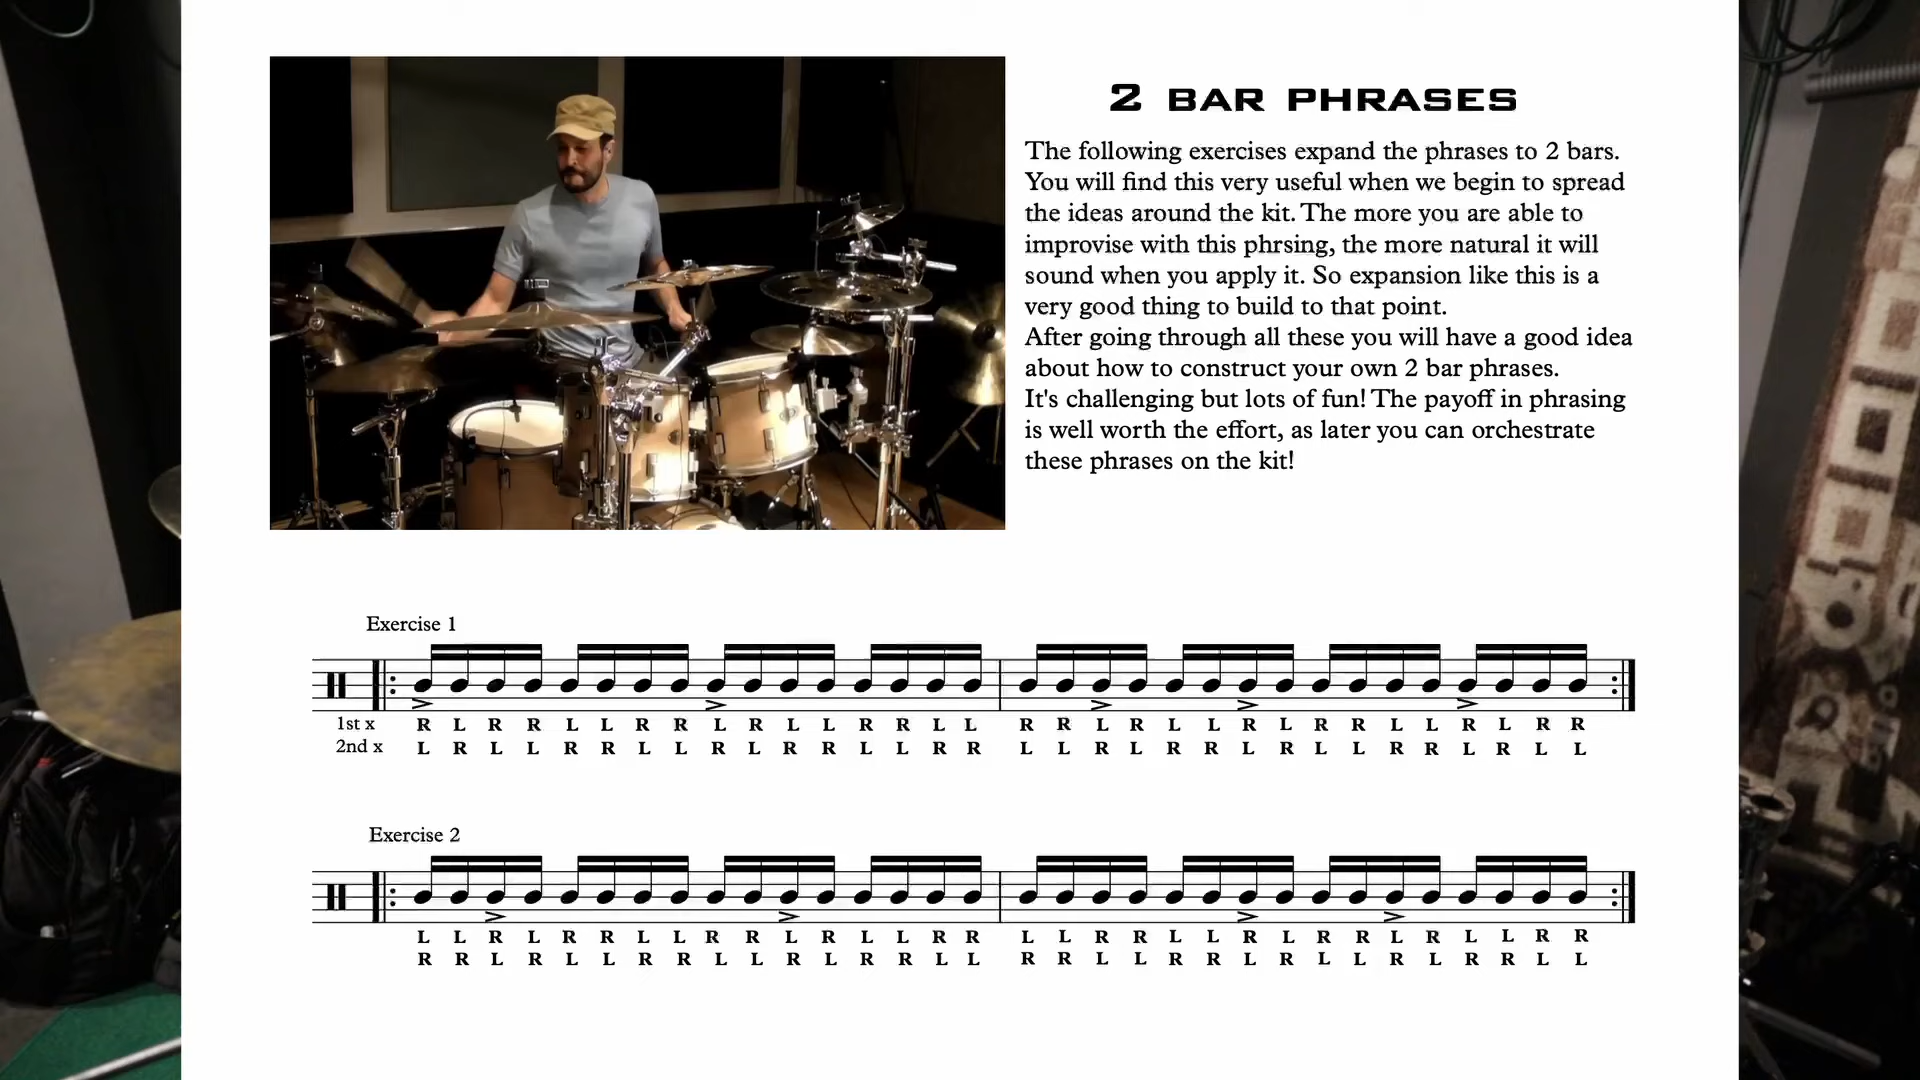 2 BAR PHRASES
The following exercises expand the phrases to 2 bars.
You will find this very useful when we begin to spread
the ideas around the kit. The more you are able to
improvise with this phrsing, the more natural it will
sound when you apply it. So expansion like this is a
very good thing to build to that point.
After going through all these you will have a good idea
about how to construct your own 2 bar phrases.
It's challenging but lots of fun! The payoff in phrasing
is well worth the effort, as later you can orchestrate
these phrases on the kit!
Exercise 1
1st x R L R R L L R R L R L L R R L L R R L R L L R L R R L L R L R R
2nd x L R L L R R L L R L R R L L R R L L R L R R L R L L R R L R L L
Exercise 2
L L R L R R L L R R L R L L R R L L R R L L R L R R L R L L R R
R R L R L L R R L L R L R R L L R R L L R R L R L L R L R R L L